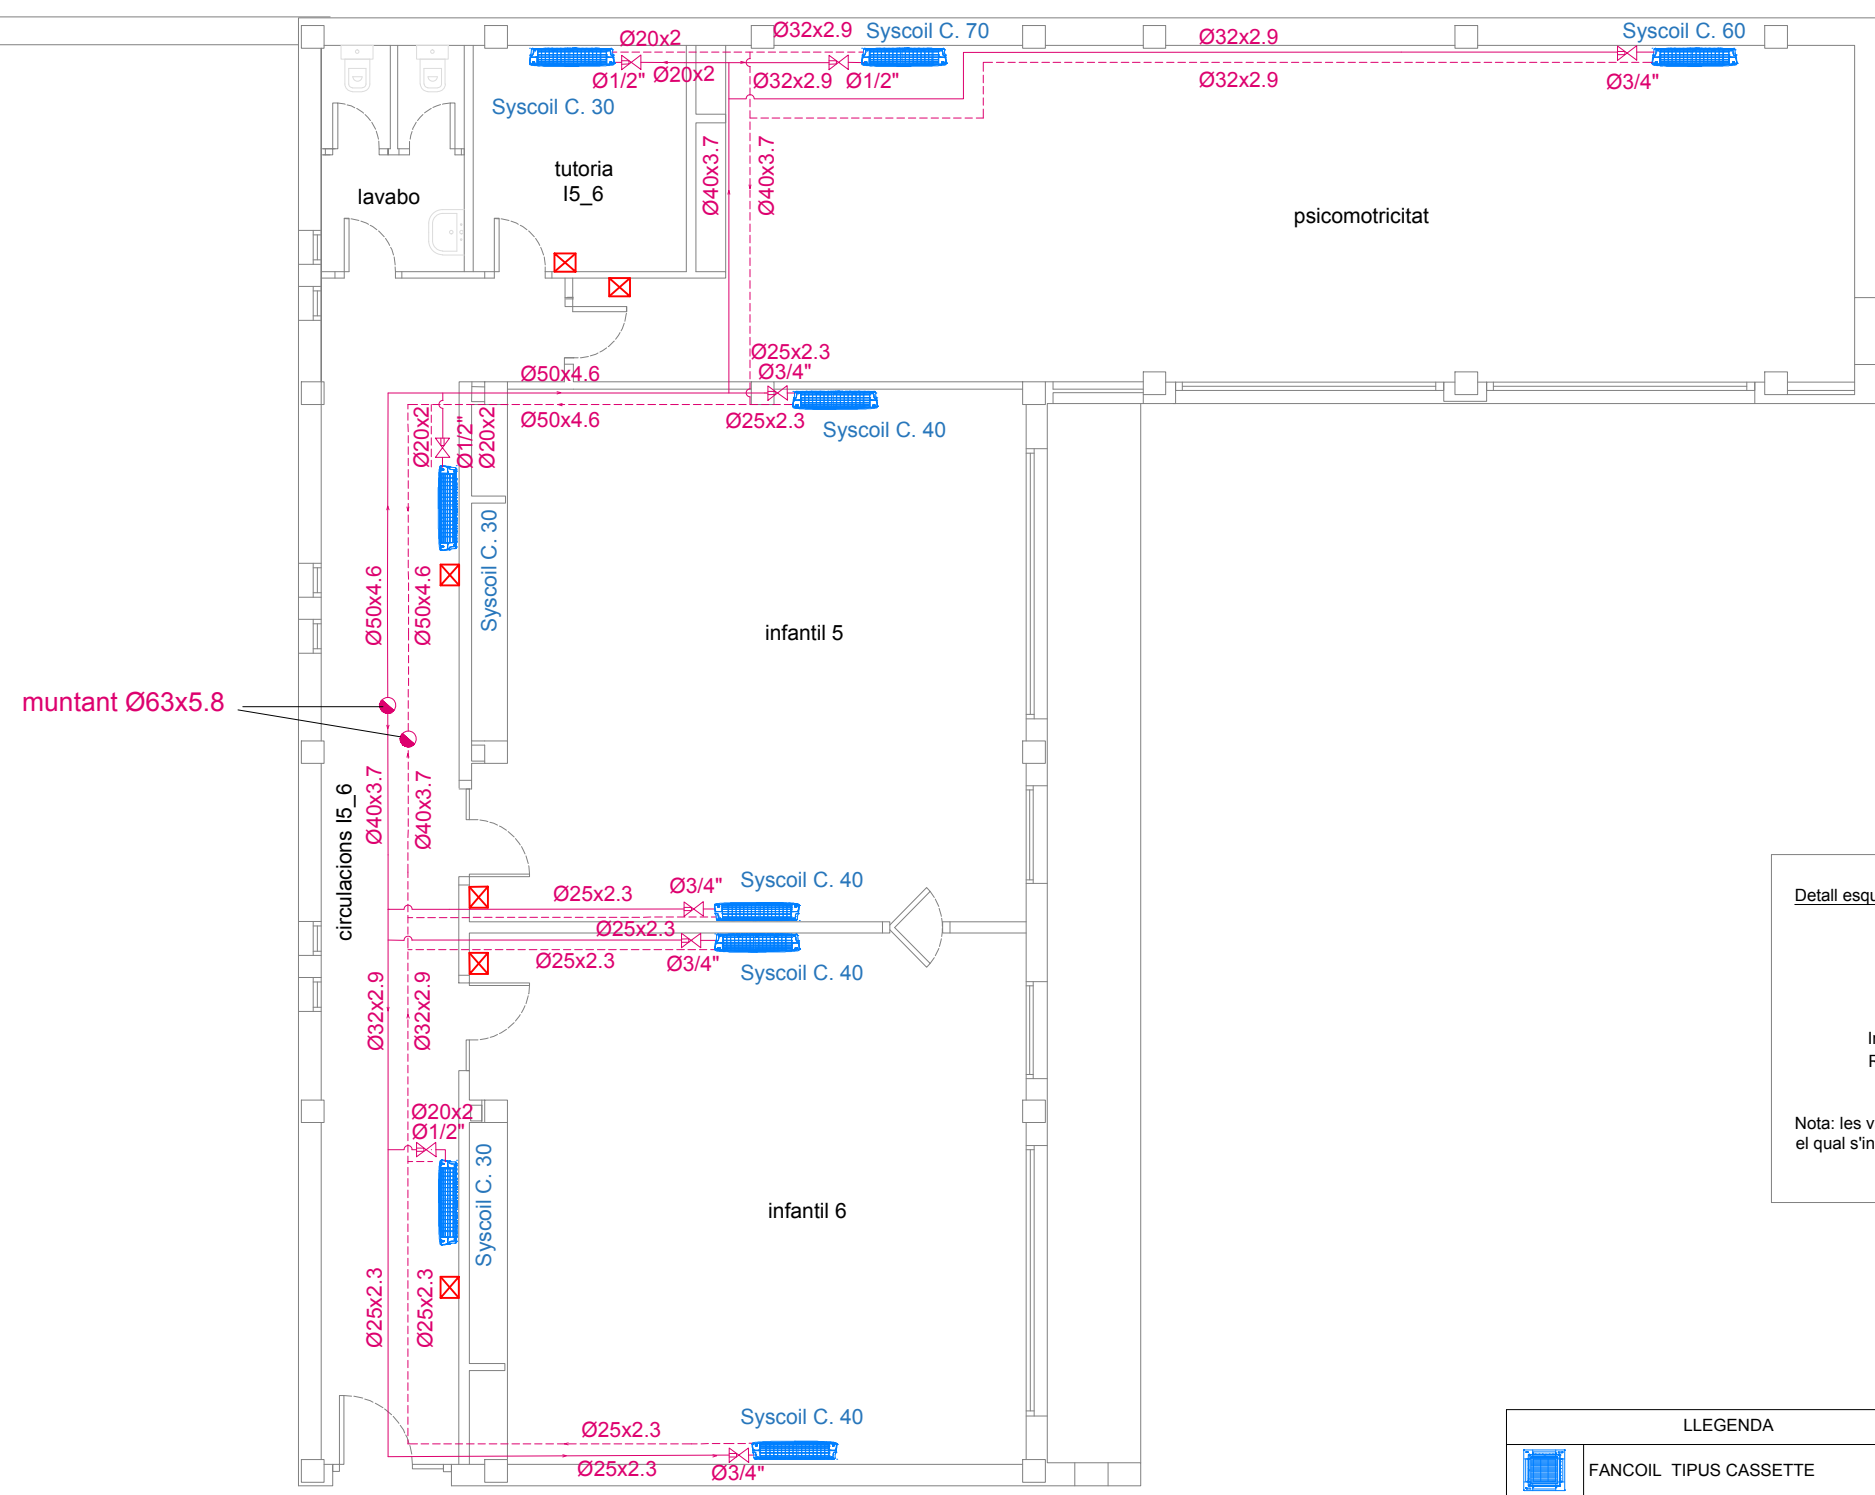 Ø20x2
Ø32x2.9
Syscoil C. 70
Ø32x2.9
Syscoil C. 60
Ø1/2"
Ø20x2
Ø32x2.9
Ø1/2"
Ø32x2.9
Ø3/4"
Syscoil C. 30
Ø40x3.7
Ø40x3.7
tutoria
I5_6
lavabo
psicomotricitat
Ø25x2.3
Ø3/4"
Ø50x4.6
Ø50x4.6
Ø25x2.3
Syscoil C. 40
Ø20x2
Ø1/2"
Ø20x2
Syscoil C. 30
Ø50x4.6
Ø50x4.6
infantil 5
muntant Ø63x5.8
circulacions I5_6
Ø40x3.7
Ø40x3.7
Ø25x2.3
Ø3/4"
Syscoil C. 40
Ø25x2.3
Ø25x2.3
Ø3/4"
Syscoil C. 40
Ø32x2.9
Ø32x2.9
Ø20x2
Ø1/2"
Syscoil C. 30
infantil 6
Ø25x2.3
Ø25x2.3
Ø25x2.3
Syscoil C. 40
Ø25x2.3
Ø3/4"
Detall
Nota: les
el qual
LLEGENDA
FANCOIL TIPUS CASSETTE